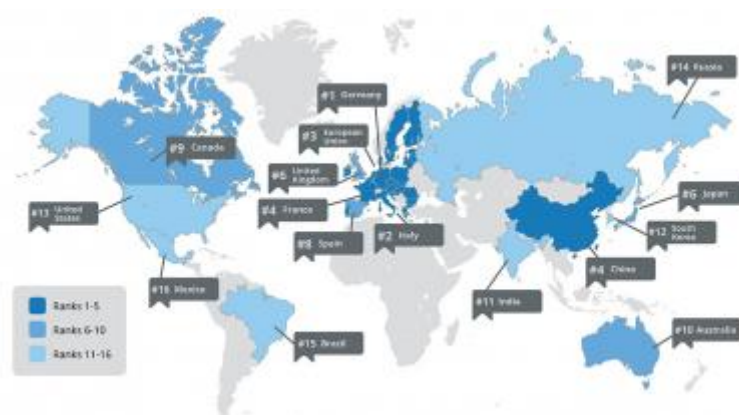 #14 Russia
#1 Germany
#3 European
Union
#9 Canada
#6 United
Kingdom
#6 Japan
#13 United
States
#4 France
#12 South
Korea
#8 Spain
#2 Italy
#4 China
#16 Mexico
#11 India
Ranks 1-5
Ranks 6-10
Ranks 11-16
#15 Brazil
#10 Australia